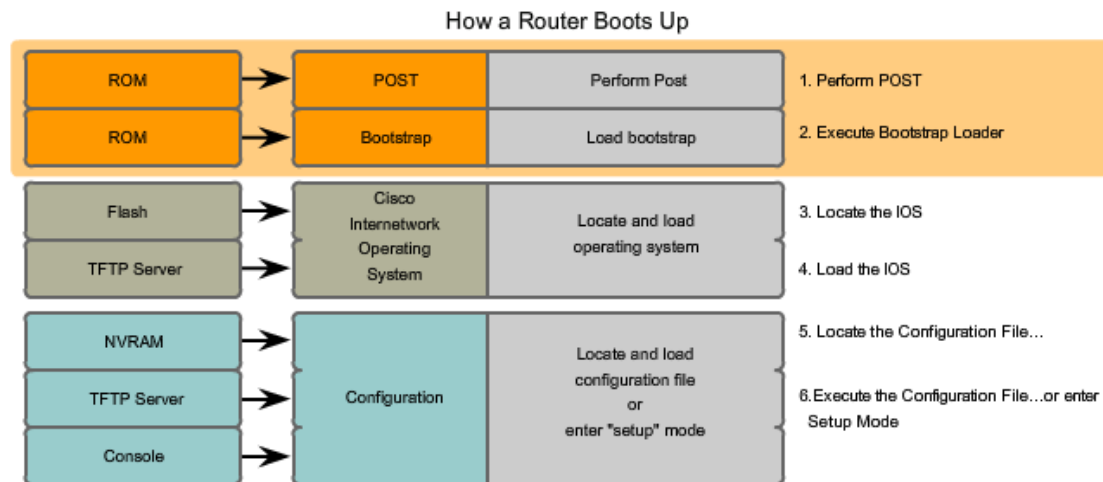 How a Router Boots Up
ROM
POST
Perform Post
1. Perform POST
ROM
Bootstrap
Load bootstrap
2. Execute Bootstrap Loader
Flash
TFTP Server
Cisco
Internetwork
Operating
System
Locate and load
operating system
3. Locate the IOS
4. Load the IOS
NVRAM
TFTP Server
Console
Configuration
Locate and load
configuration file
or
enter "setup" mode
5. Locate the Configuration File...
6.Execute the Configuration File...or enter
Setup Mode